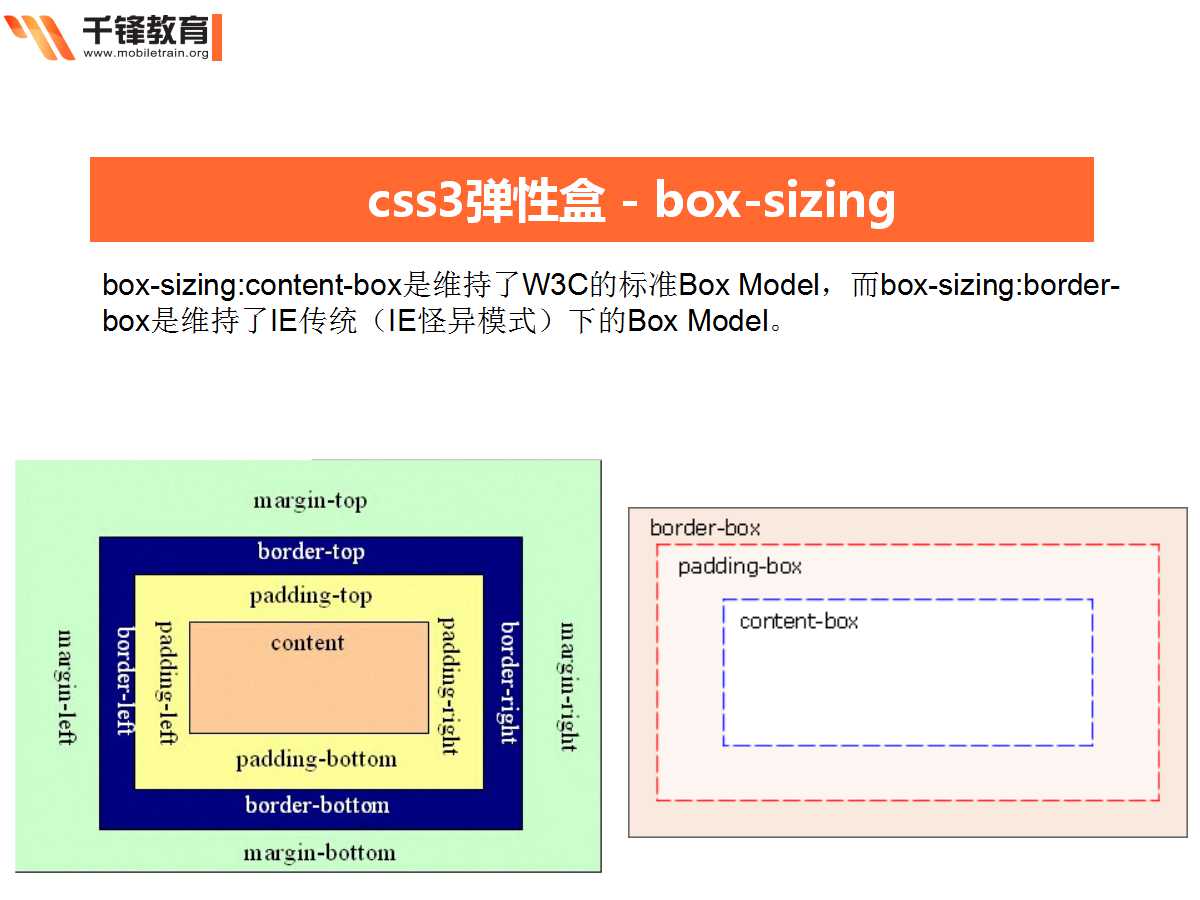 千锋教育
www.mobiletrain.org
css3弹性盒 - box-sizing
box-sizing:content-box是维持了W3C的标准Box Model，而box-sizing:border-
box是维持了IE传统（IE怪异模式）下的Box Model。
margin-top
border-top
padding-top
content
margin-left
border-left
padding-left
padding-right
border-right
margin-right
padding-bottom
border-bottom
margin-bottom
border-box
padding-box
content-box